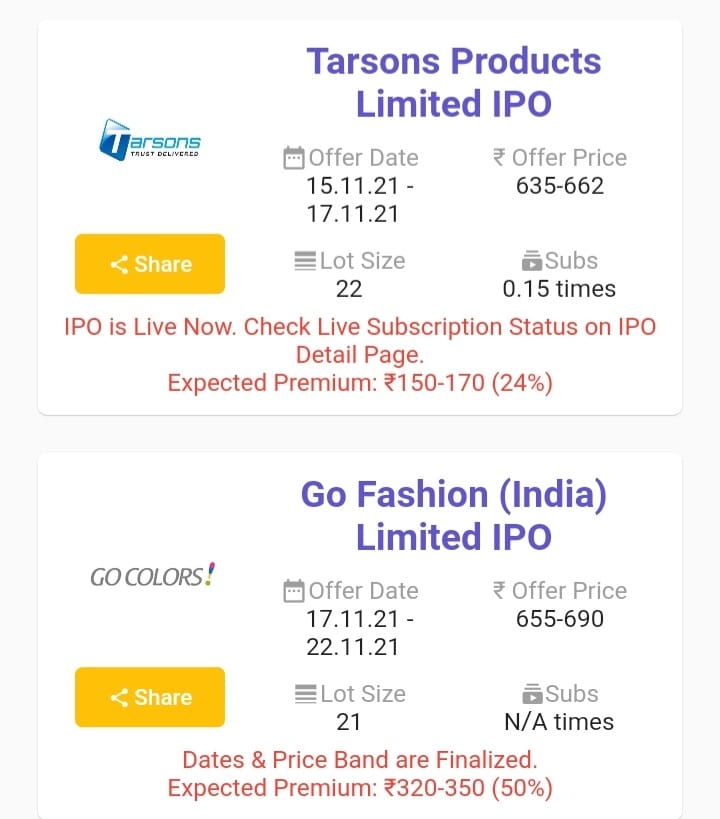 Tarsons Products
Limited IPO
Tarsons
TRUST DELIVERED
Offer Date
₹ Offer Price
15.11.21 -
17.11.21
635-662
Share
Lot Size
Subs
22
0.15 times
IPO is Live Now. Check Live Subscription Status on IPO
Detail Page.
Expected Premium: ₹150-170 (24%)
Go Fashion (India)
Limited IPO
GO COLORS!
Offer Date
₹ Offer Price
17.11.21 -
22.11.21
655-690
Share
Lot Size
Subs
21
N/A times
Dates & Price Band are Finalized.
Expected Premium: ₹320-350 (50%)